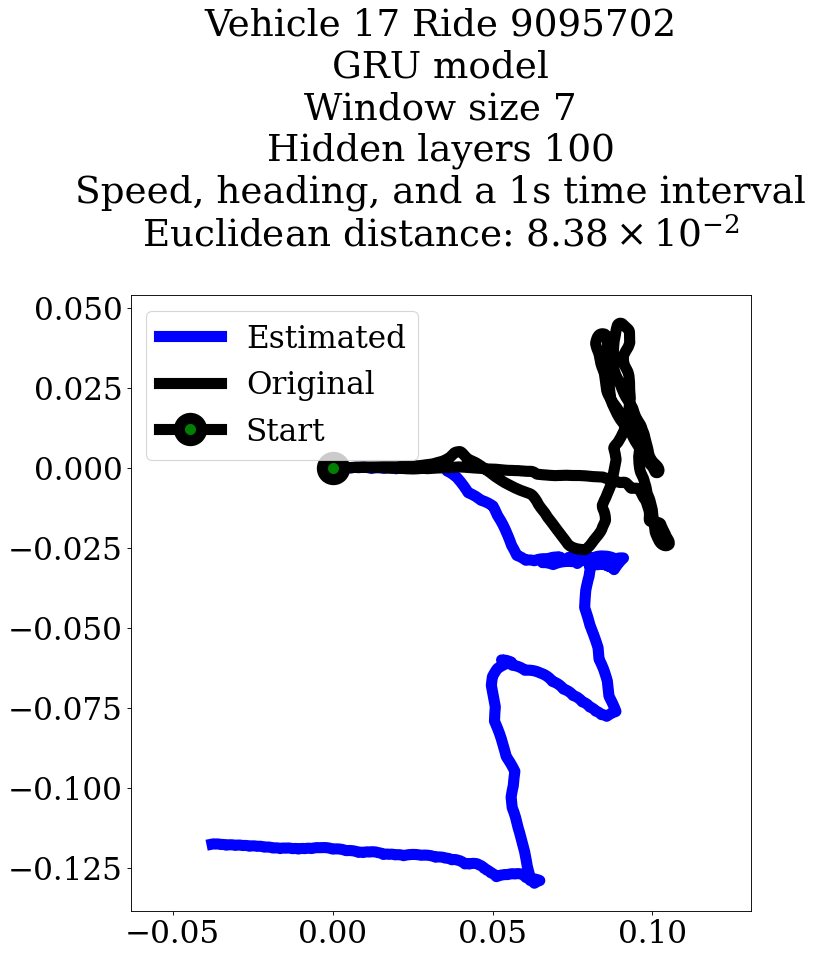 Vehicle 17 Ride 9095702
GRU model
Window size 7
Hidden layers 100
Speed, heading, and a 1s time interval
Euclidean distance: 8.38 × 10⁻²
0.050
0.025
0.000
−0.025
−0.050
−0.075
−0.100
−0.125
Estimated
Original
Start
−0.05
0.00
0.05
0.10